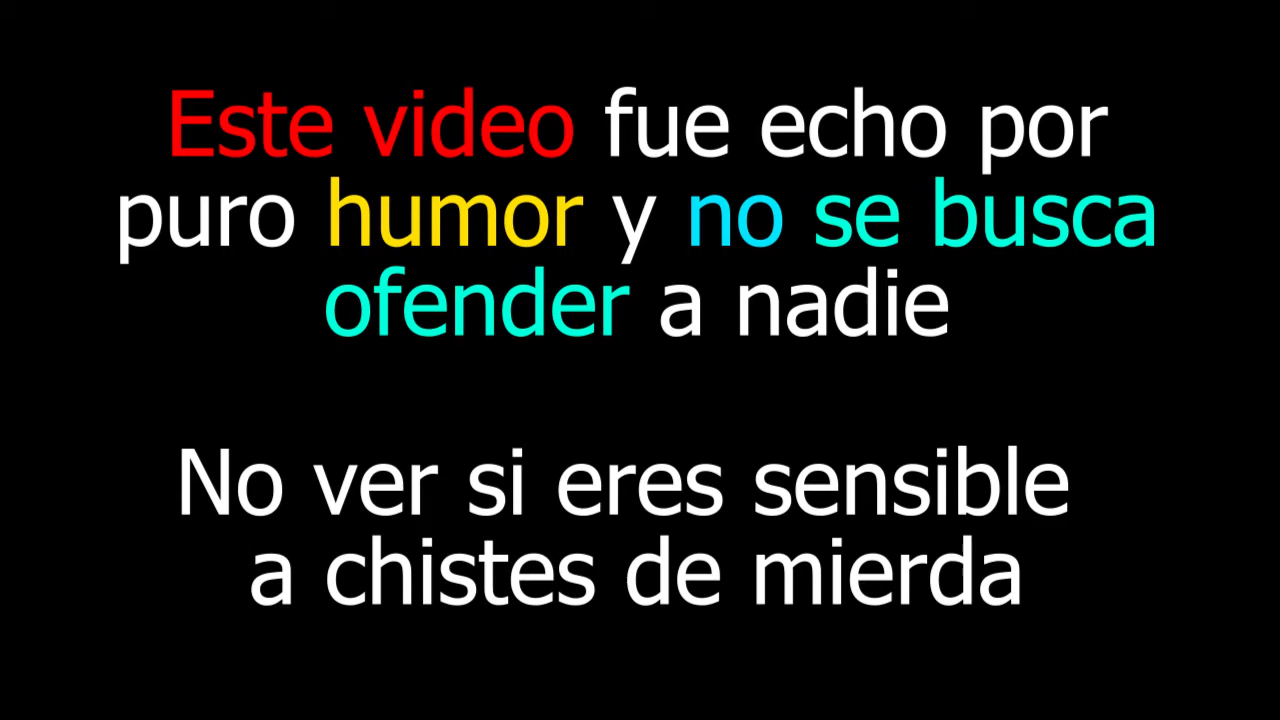 Este video fue echo por
puro humor y no se busca
ofender a nadie
No ver si eres sensible
a chistes de mierda